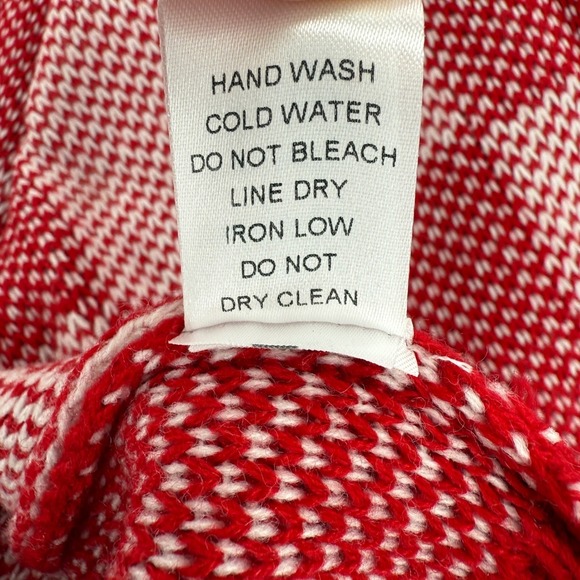 HAND WASH
COLD WATER
DO NOT BLEACH
LINE DRY
IRON LOW
DO NOT
DRY CLEAN